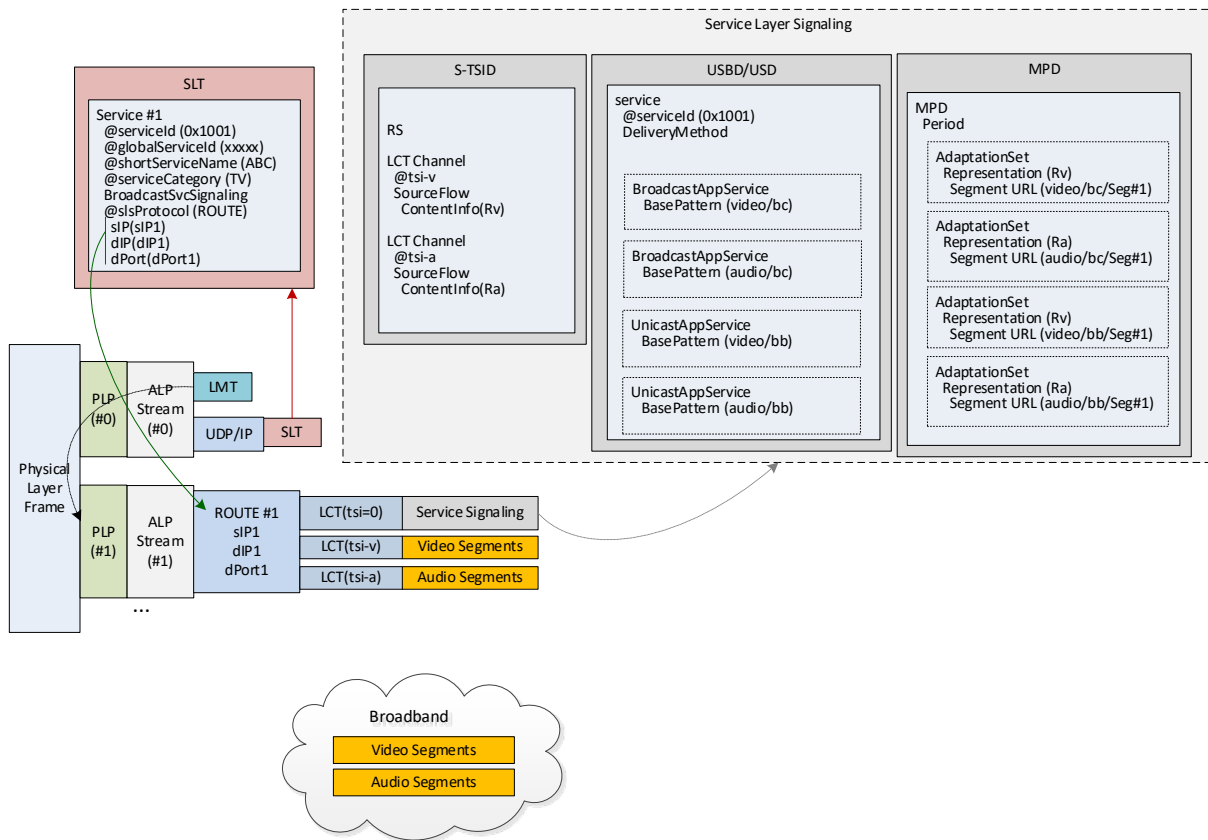 Service Layer Signaling
SLT
Service #1
@serviceId (0x1001)
@globalServiceId (xxxxx)
@shortServiceName (ABC)
@serviceCategory (TV)
BroadcastSvcSignaling
@slsProtocol (ROUTE)
sIP(sIP1)
dIP(dIP1)
dPort(dPort1)
S-TSID
RS
LCT Channel
@tsi-v
SourceFlow
ContentInfo(Rv)
LCT Channel
@tsi-a
SourceFlow
ContentInfo(Ra)
USBD/USD
service
@serviceId (0x1001)
DeliveryMethod
BroadcastAppService
BasePattern (video/bc)
BroadcastAppService
BasePattern (audio/bc)
UnicastAppService
BasePattern (video/bb)
UnicastAppService
BasePattern (audio/bb)
MPD
MPD
Period
AdaptationSet
Representation (Rv)
Segment URL (video/bc/Seg#1)
AdaptationSet
Representation (Ra)
Segment URL (audio/bc/Seg#1)
AdaptationSet
Representation (Rv)
Segment URL (video/bb/Seg#1)
AdaptationSet
Representation (Ra)
Segment URL (audio/bb/Seg#1)
Physical
Layer
Frame
PLP
(#0)
ALP
Stream
(#0)
LMT
UDP/IP
SLT
PLP
(#1)
ALP
Stream
(#1)
ROUTE #1
sIP1
dIP1
dPort1
LCT(tsi=0)
Service Signaling
LCT(tsi-v)
Video Segments
LCT(tsi-a)
Audio Segments
...
Broadband
Video Segments
Audio Segments